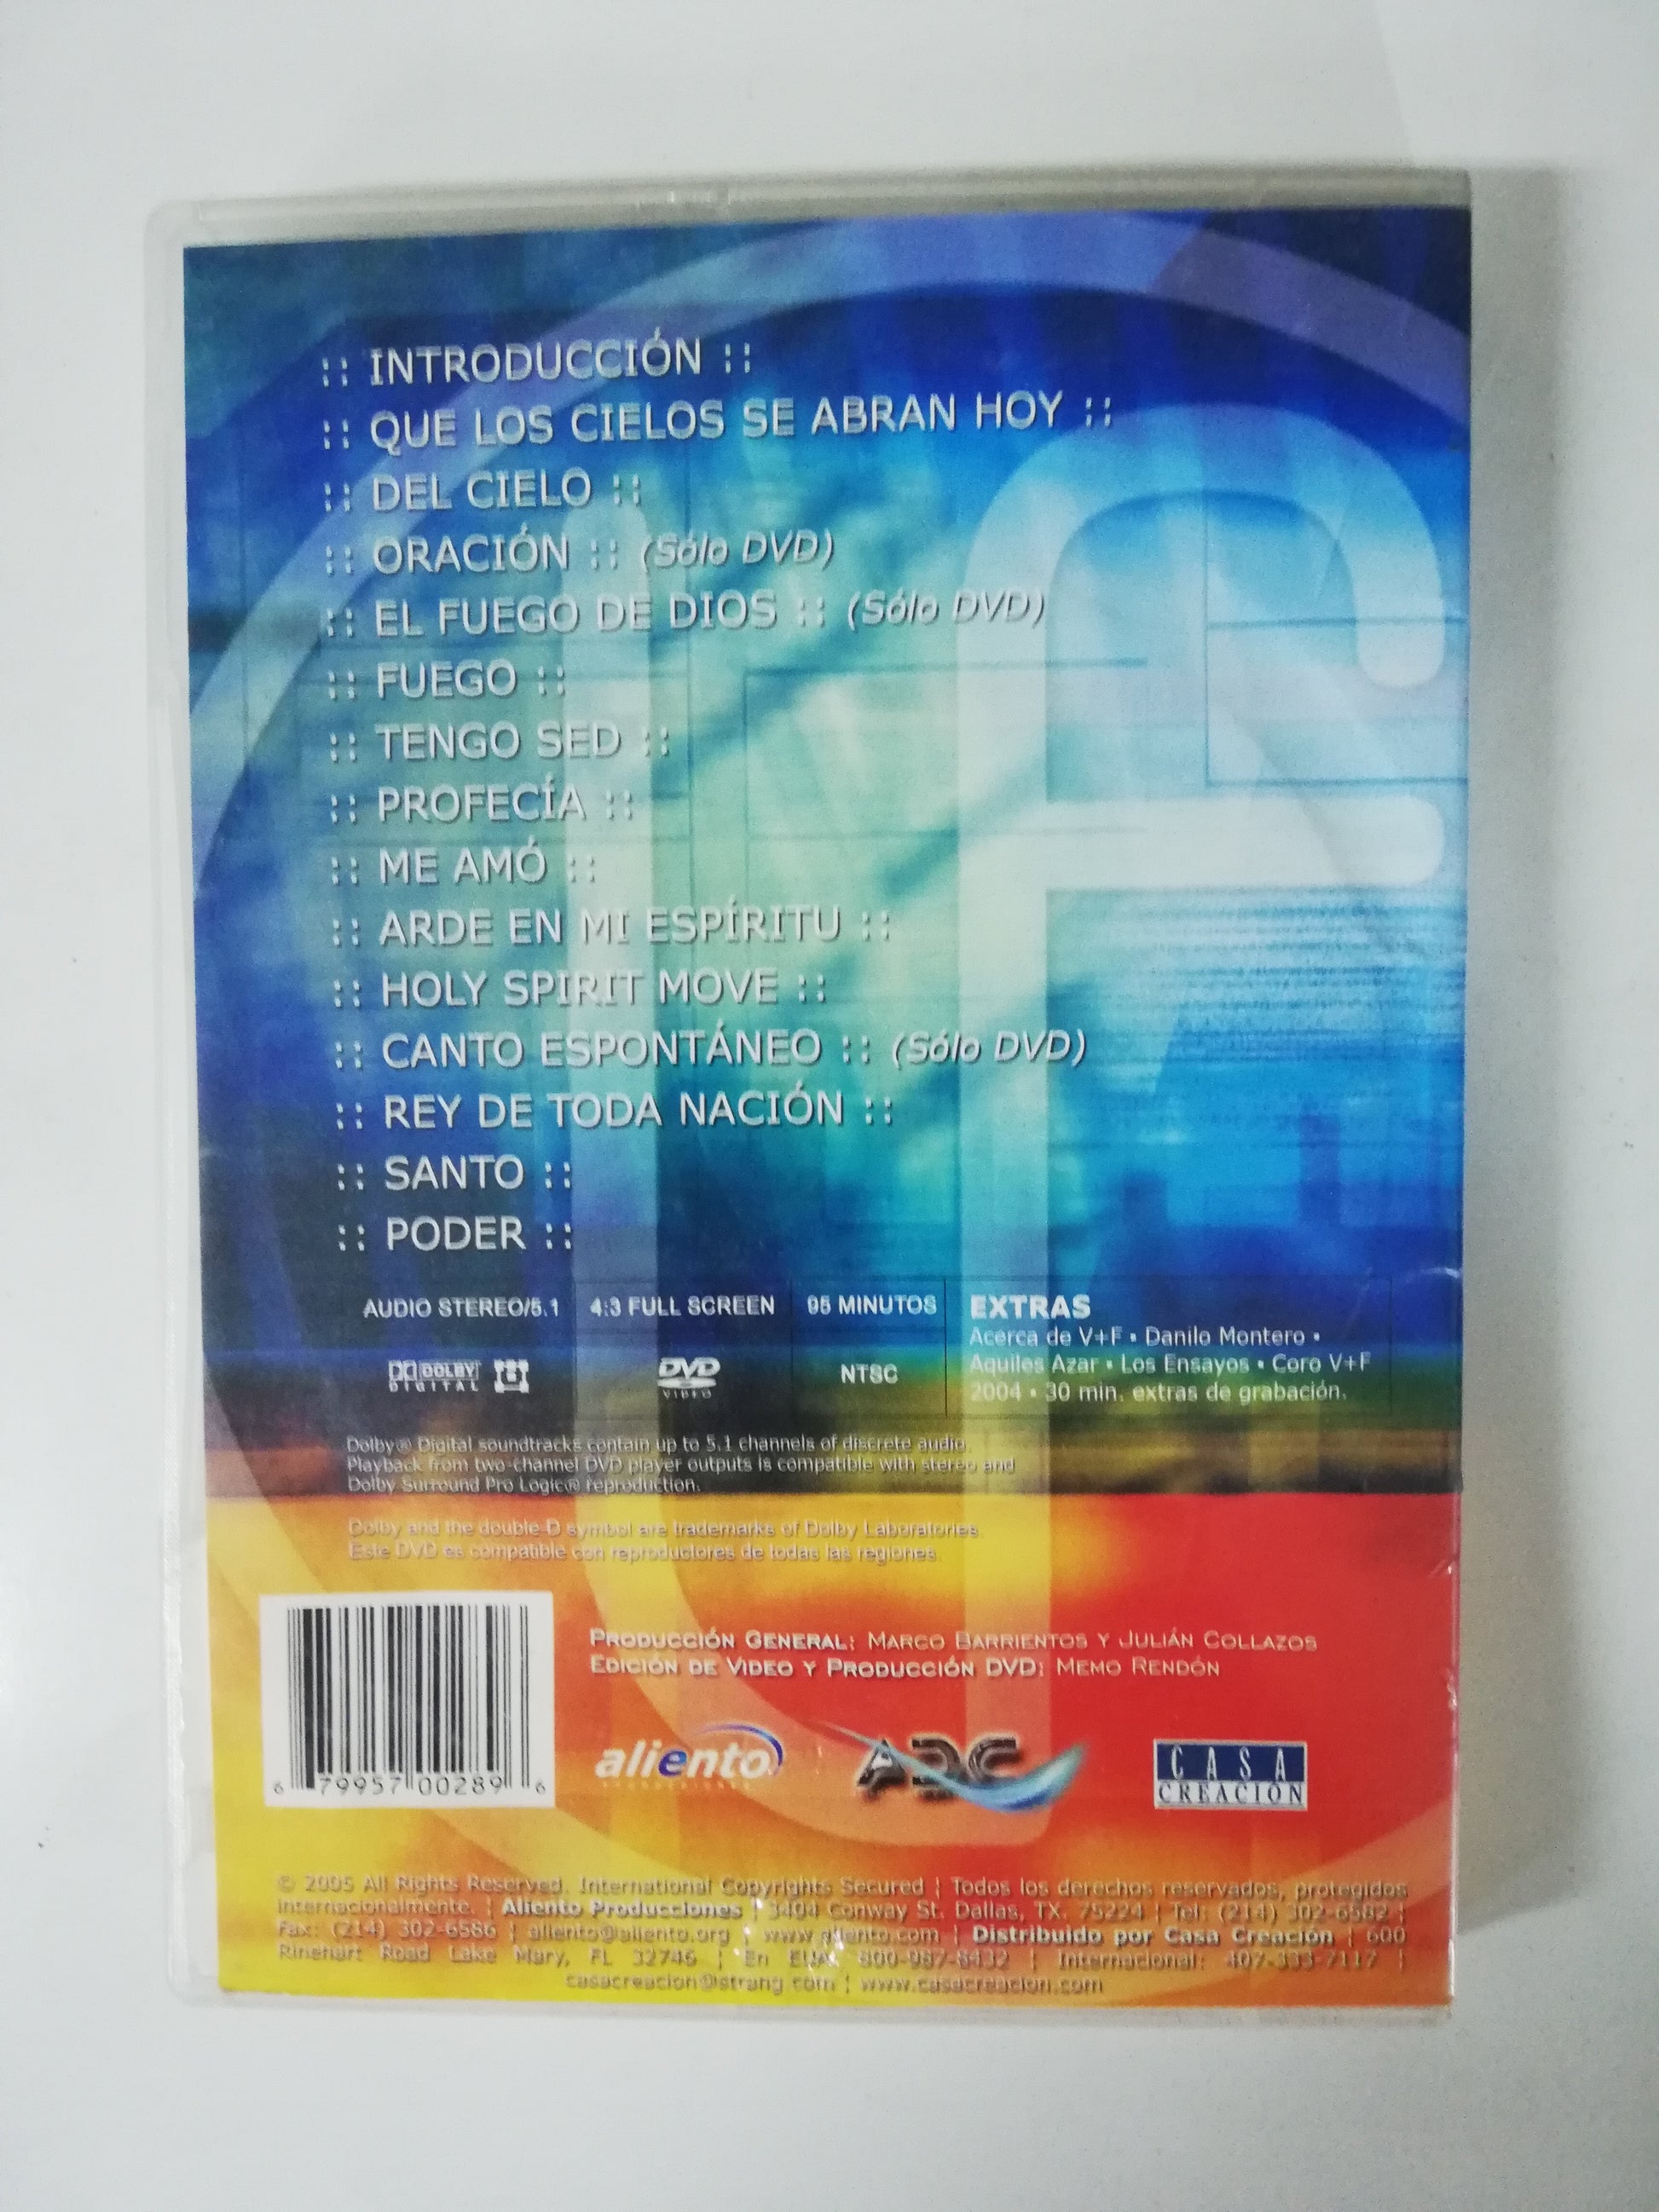 :: INTRODUCCIÓN ::
:: QUE LOS CIELOS SE ABRAN HOY ::
:: DEL CIELO ::
:: ORACIÓN :: (Sólo DVD)
:: EL FUEGO DE DIOS :: (Sólo DVD)
:: FUEGO ::
:: TENGO SED ::
:: PROFECÍA ::
:: ME AMÓ ::
:: ARDE EN MI ESPÍRITU ::
:: HOLY SPIRIT MOVE ::
:: CANTO ESPONTÁNEO :: (Sólo DVD)
:: REY DE TODA NACIÓN ::
:: SANTO ::
:: PODER ::
AUDIO STEREO/5.1 4:3 FULL SCREEN 95 MINUTOS
DOLBY DIGITAL DVD VIDEO NTSC
EXTRAS
Acerca de V+F • Danilo Montero •
Aquiles Azar • Los Ensayos • Coro V+F
2004 • 30 min. extras de grabación.
Dolby® Digital soundtracks contain up to 5.1 channels of discrete audio.
Playback from two-channel DVD player outputs is compatible with stereo and
Dolby Surround Pro Logic® reproduction.
Dolby and the double-D symbol are trademarks of Dolby Laboratories
Este DVD es compatible con reproductores de todas las regiones.
PRODUCCIÓN GENERAL: MARCO BARRIENTOS Y JULIÁN COLLAZOS
EDICIÓN DE VIDEO Y PRODUCCIÓN DVD: MEMO RENDÓN
6 79957 00289 6
aliento
CASA
CREACIÓN
© 2005 All Rights Reserved. International Copyrights Secured | Todos los derechos reservados, protegidos
internacionalmente. | Aliento Producciones | 3404 Conway St. Dallas, TX. 75224 | Tel: (214) 302-6582 |
Fax: (214) 302-6586 | aliento@aliento.org | www.aliento.com | Distribuido por Casa Creación | 600
Rinehart Road Lake Mary, FL 32746 | En EUA: 800-987-8432 | Internacional: 407-333-7117 |
casacreacion@strang.com | www.casacreacion.com